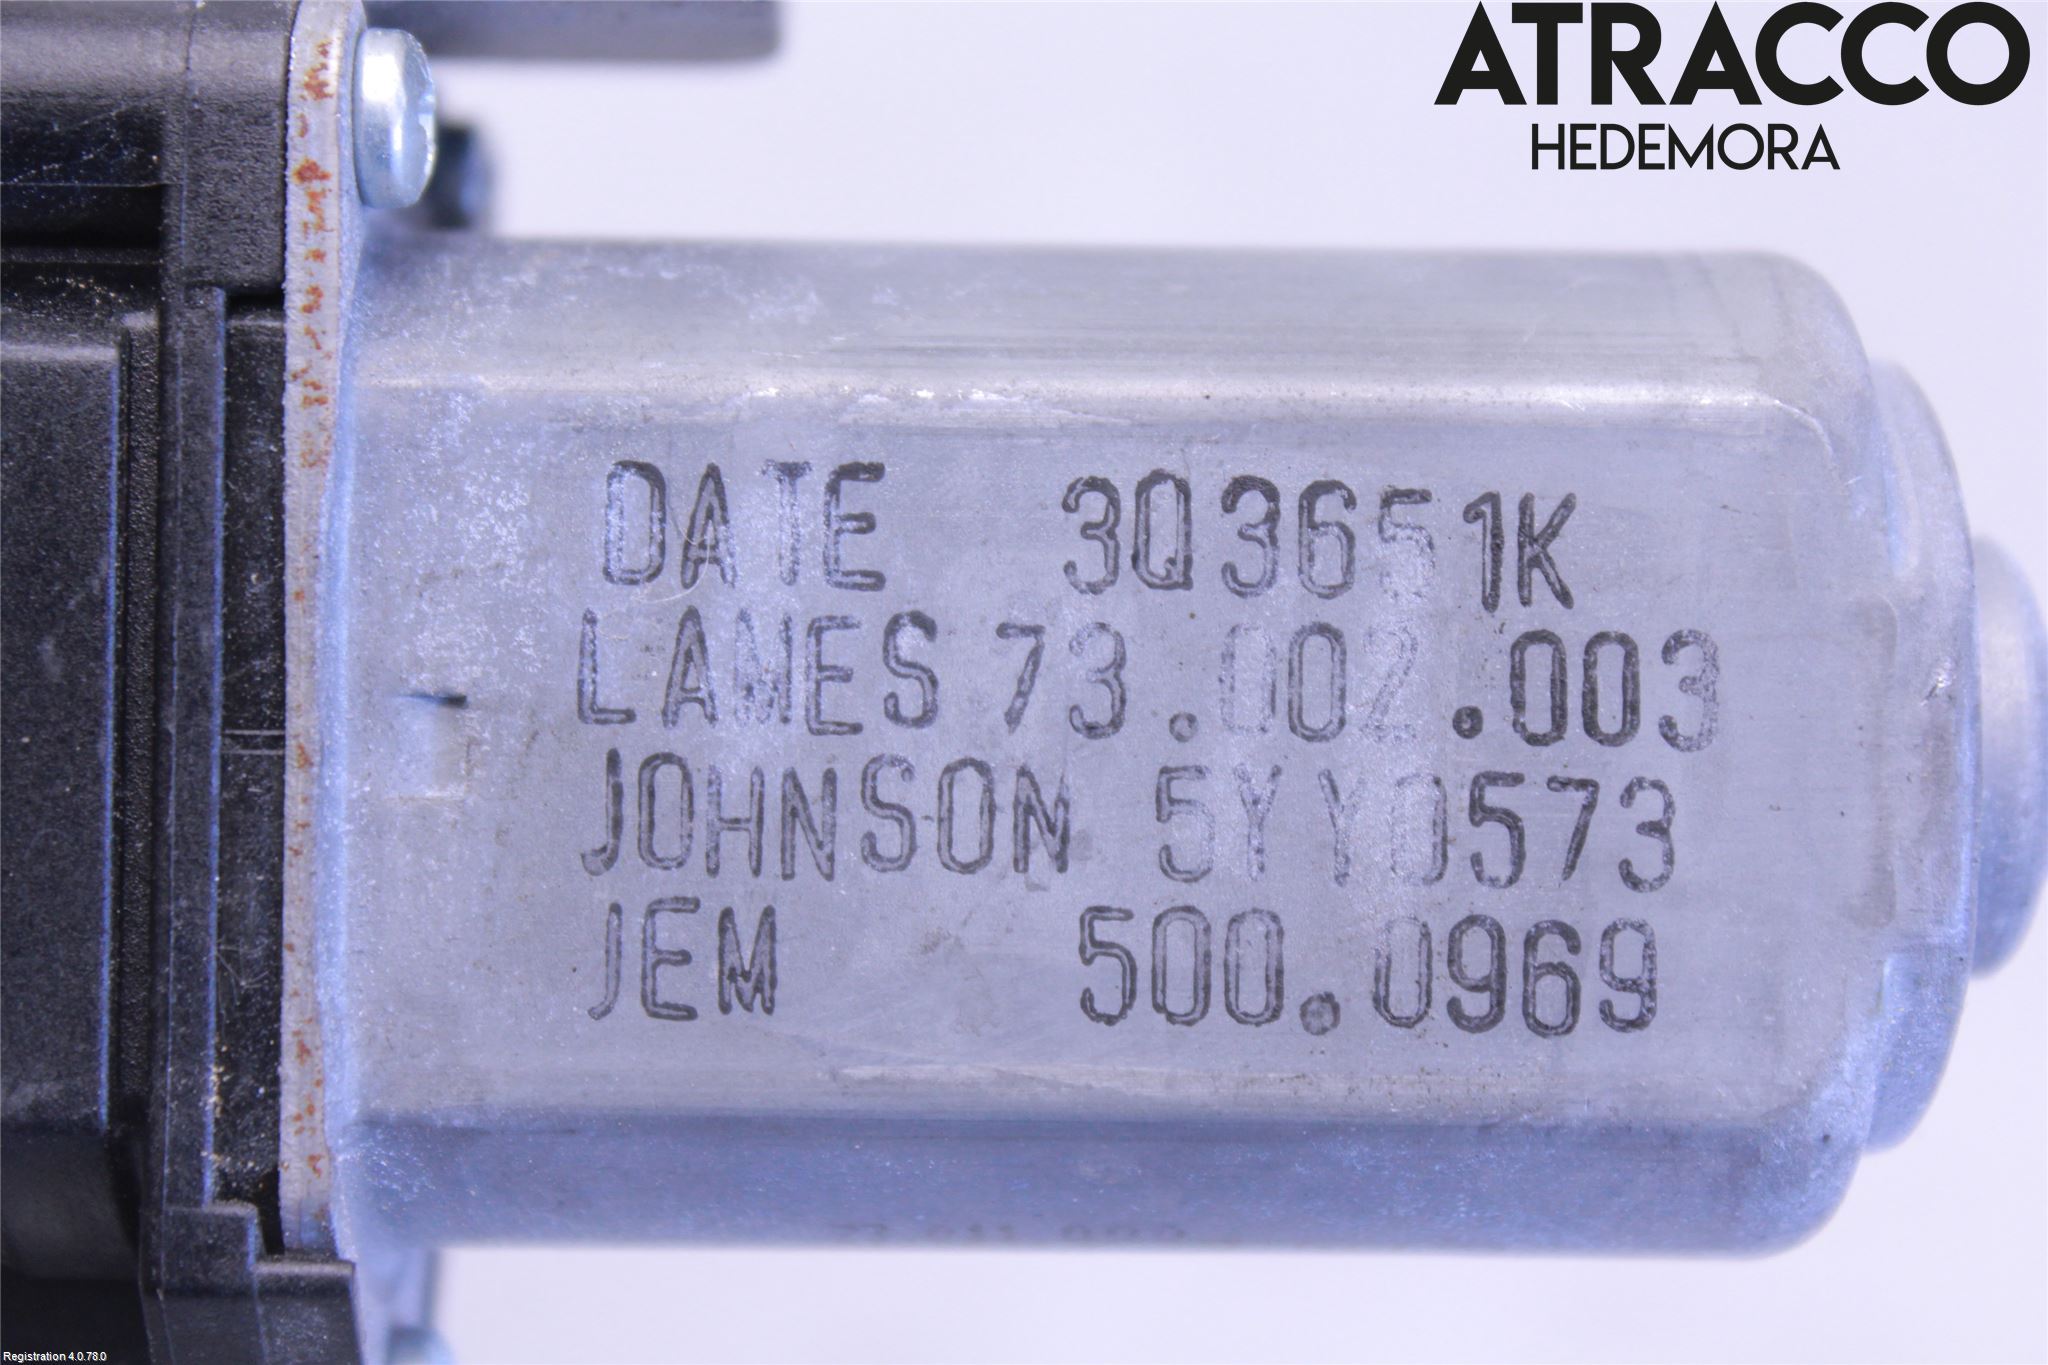 ATRACCO
HEDEMORA
DATE 3Q3651K
LAMES 73.002.003
JOHNSON 5YY0573
JEM 500.0969
Registration 4.0.78.0